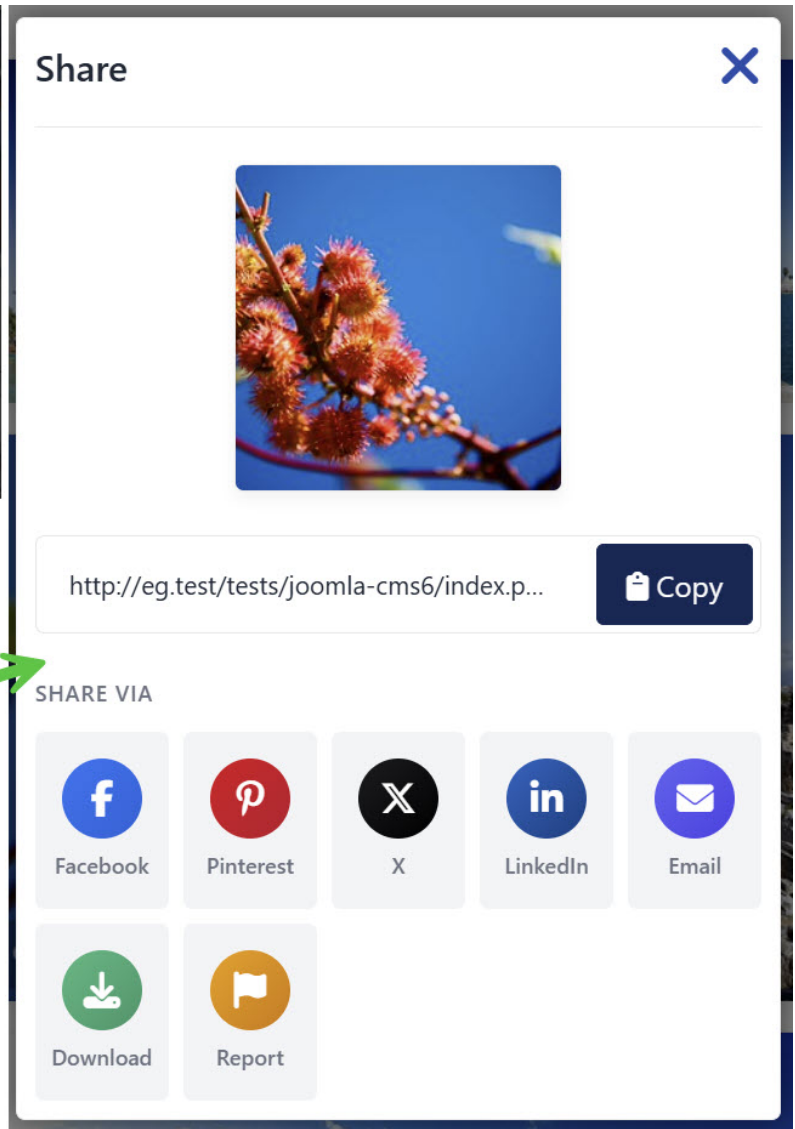 Share
http://eg.test/tests/joomla-cms6/index.p...
Copy
SHARE VIA
Facebook
Pinterest
X
LinkedIn
Email
Download
Report